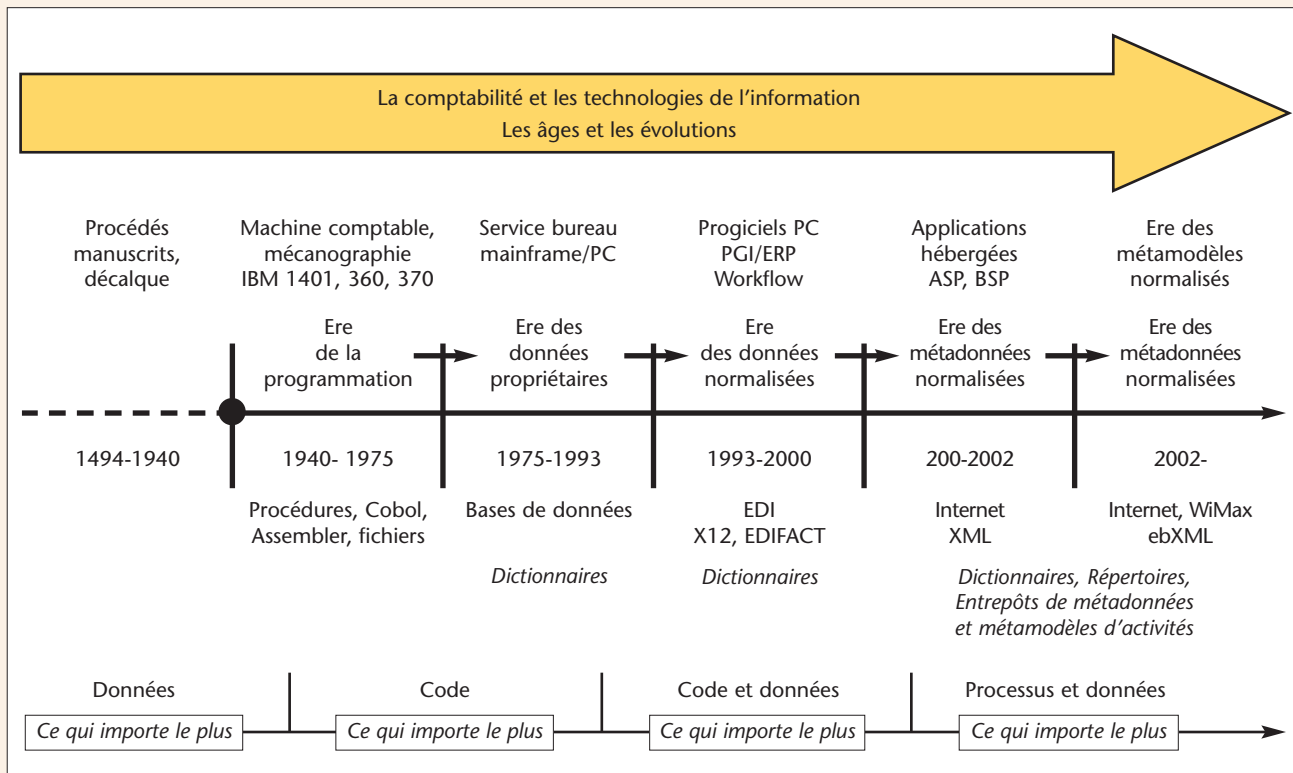 La comptabilité et les technologies de l'information
Les âges et les évolutions
Procédés
manuscrits,
décalque
Machine comptable,
mécanographie
IBM 1401, 360, 370
Service bureau
mainframe/PC
Progiciels PC
PGI/ERP
Workflow
Applications
hébergées
ASP, BSP
Ere des
métamodèles
normalisés
Ere
de la
programmation
Ere des
données
propriétaires
Ere
des données
normalisées
Ere des
métadonnées
normalisées
Ere des
métadonnées
normalisées
1494-1940
1940- 1975
1975-1993
1993-2000
200-2002
2002-
Procédures, Cobol,
Assembler, fichiers
Bases de données
EDI
X12, EDIFACT
Internet
XML
Internet, WiMax
ebXML
Dictionnaires
Dictionnaires
Dictionnaires, Répertoires,
Entrepôts de métadonnées
et métamodèles d'activités
Données
Code
Code et données
Processus et données
Ce qui importe le plus
Ce qui importe le plus
Ce qui importe le plus
Ce qui importe le plus